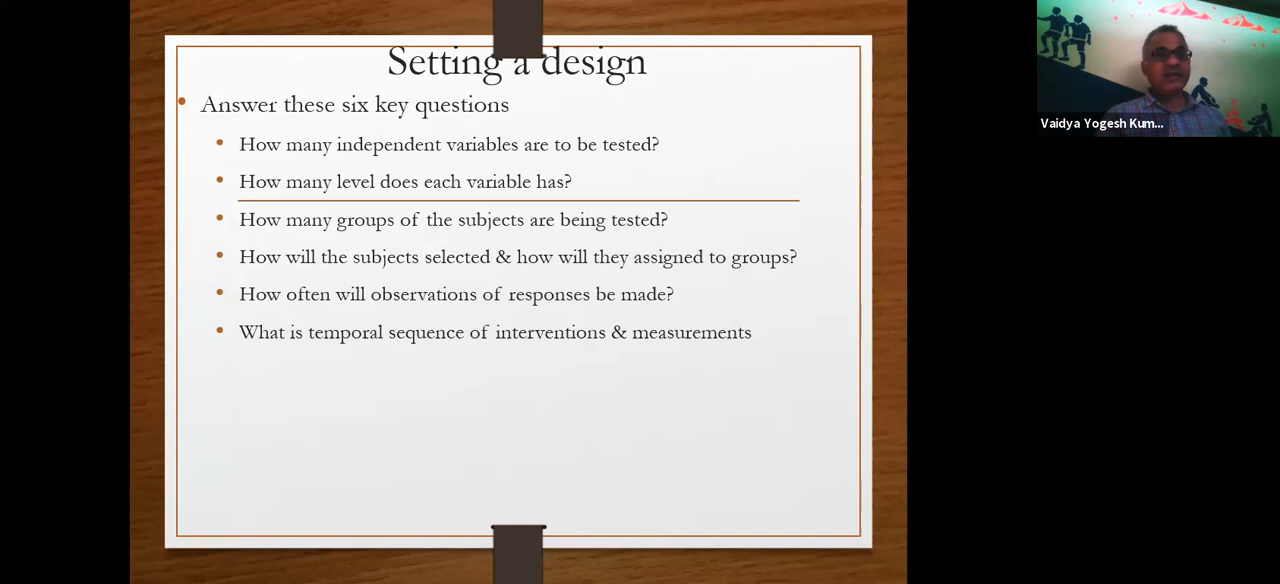 Setting a design
Answer these six key questions
How many independent variables are to be tested?
How many level does each variable has?
How many groups of the subjects are being tested?
How will the subjects selected & how will they assigned to groups?
How often will observations of responses be made?
What is temporal sequence of interventions & measurements
Vaidya Yogesh Kum...